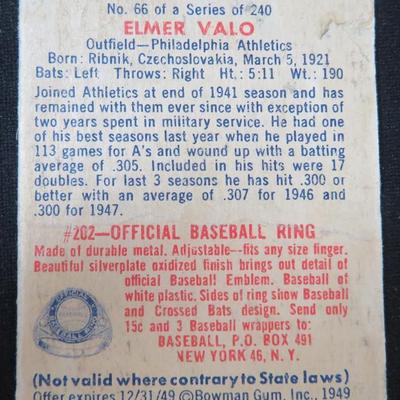 No. 66 of a Series of 240
ELMER VALO
Outfield—Philadelphia Athletics
Born: Ribnik, Czechoslovakia, March 5, 1921
Bats: Left Throws: Right Ht.: 5:11 Wt.: 190
Joined Athletics at end of 1941 season and has
remained with them ever since with exception of
two years spent in military service. He had one
of his best seasons last year when he played in
113 games for A's and wound up with a batting
average of .305. Included in his hits were 17
doubles. For last 3 seasons he has hit .300 or
better with an average of .307 for 1946 and
.300 for 1947.
#202—OFFICIAL BASEBALL RING
Made of durable metal. Adjustable—fits any size finger.
Beautiful silverplate oxidized finish brings out detail of
official Baseball Emblem. Baseball of
white plastic. Sides of ring show Baseball
and Crossed Bats design. Send only
15c and 3 Baseball wrappers to:
BASEBALL, P.O. BOX 491
NEW YORK 46, N. Y.
OFFICIAL
BASEBALL RING
(Not valid where contrary to State laws)
Offer expires 12/31/49 ©Bowman Gum, Inc., 1949